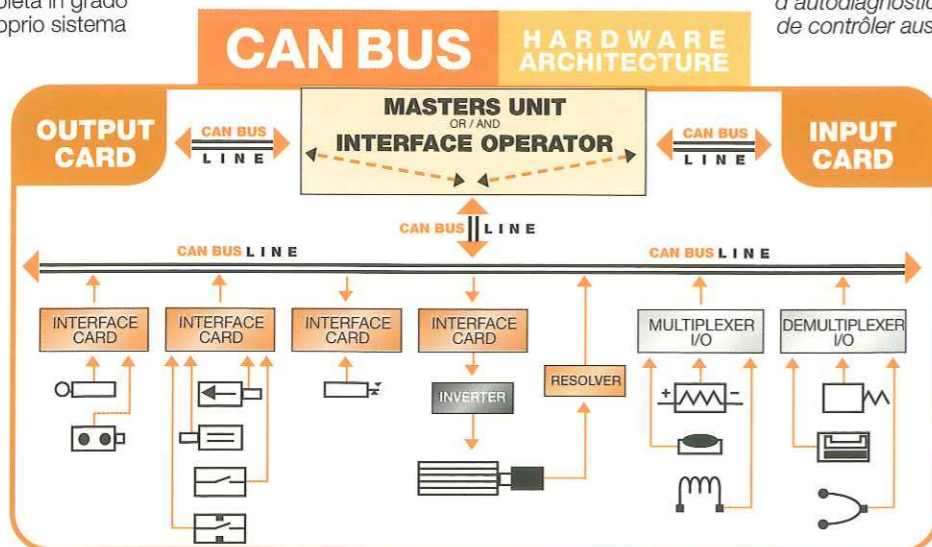 pleta in grado
oprio sistema
d'autodiagnostic
de contrôler aus
CAN BUS
HARDWARE
ARCHITECTURE
OUTPUT
CARD
CAN BUS
LINE
MASTERS UNIT
OR / AND
INTERFACE OPERATOR
CAN BUS
LINE
INPUT
CARD
CAN BUS LINE
CAN BUS LINE
CAN BUS LINE
INTERFACE
CARD
INTERFACE
CARD
INTERFACE
CARD
INTERFACE
CARD
MULTIPLEXER
I/O
DEMULTIPLEXER
I/O
RESOLVER
INVERTER
+ −